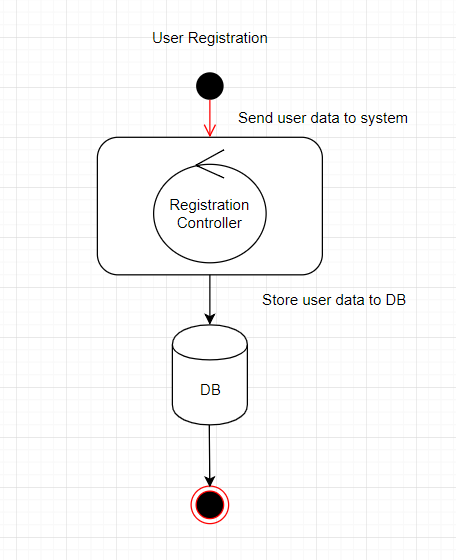 User Registration
Send user data to system
Registration
Controller
Store user data to DB
DB